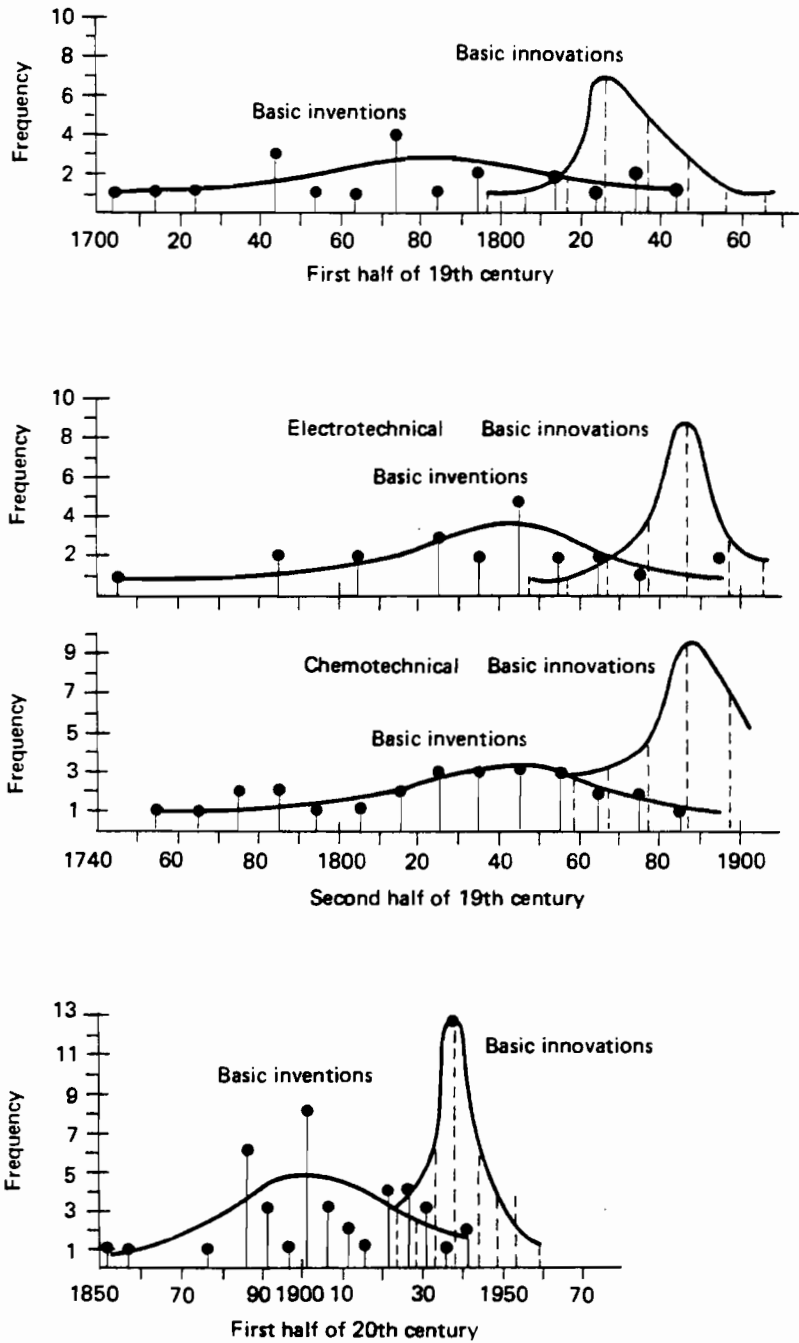 10
8
6
4
2
Frequency
Basic innovations
Basic inventions
1700 20 40 60 80 1800 20 40 60
First half of 19th century
10
8
6
4
2
Frequency
Electrotechnical Basic innovations
Basic inventions
9
7
5
3
1
Frequency
Chemotechnical Basic innovations
Basic inventions
1740 60 80 1800 20 40 60 80 1900
Second half of 19th century
13
11
9
7
5
3
1
Frequency
Basic innovations
Basic inventions
1850 70 90 1900 10 30 1950 70
First half of 20th century